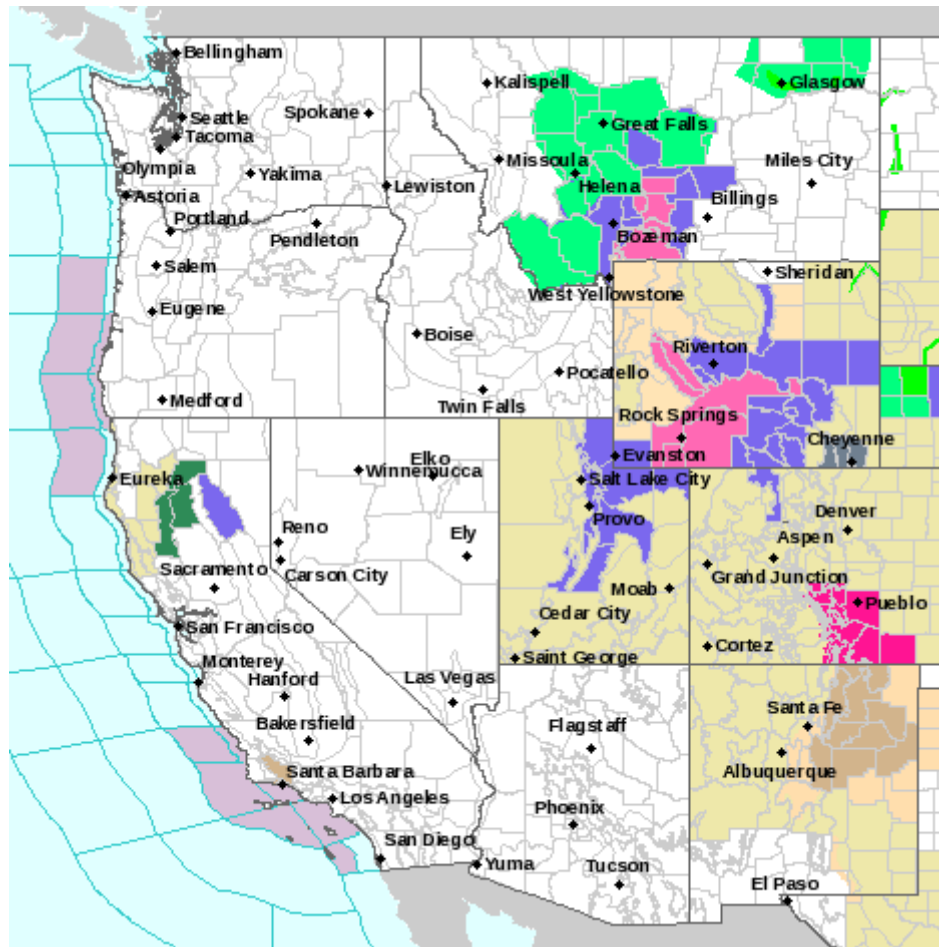 Bellingham
Kalispell
Glasgow
Spokane
Seattle
Great Falls
Tacoma
Olympia
Missoula
Miles City
Yakima
Helena
Lewiston
Astoria
Billings
Portland
Pendleton
Bozeman
Salem
Sheridan
West Yellowstone
Eugene
Boise
Riverton
Pocatello
Medford
Twin Falls
Rock Springs
Cheyenne
Evanston
Elko
Winnemucca
Eureka
Salt Lake City
Provo
Denver
Reno
Ely
Aspen
Sacramento
Carson City
Grand Junction
Moab
Pueblo
Cedar City
San Francisco
Cortez
Saint George
Monterey
Hanford
Las Vegas
Santa Fe
Bakersfield
Flagstaff
Albuquerque
Santa Barbara
Los Angeles
Phoenix
San Diego
Yuma
Tucson
El Paso